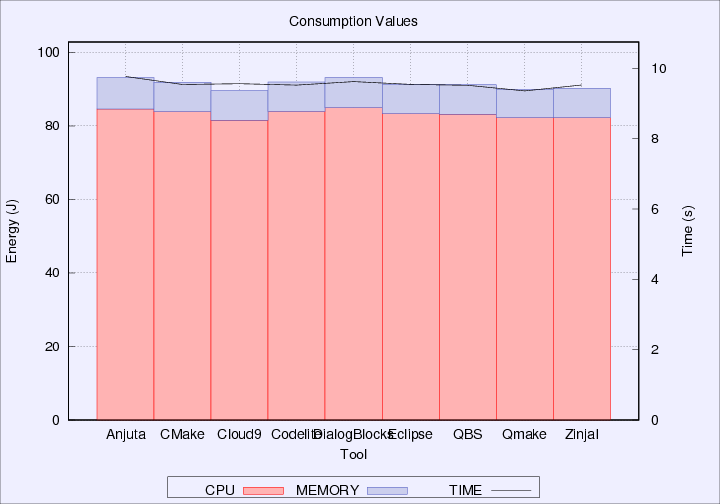 Consumption Values
100
80
60
40
20
0
Energy (J)
10
8
6
4
2
0
Time (s)
Anjuta CMake Cloud9 Codelite DialogBlocks Eclipse QBS Qmake ZinjaI
Tool
CPU MEMORY TIME